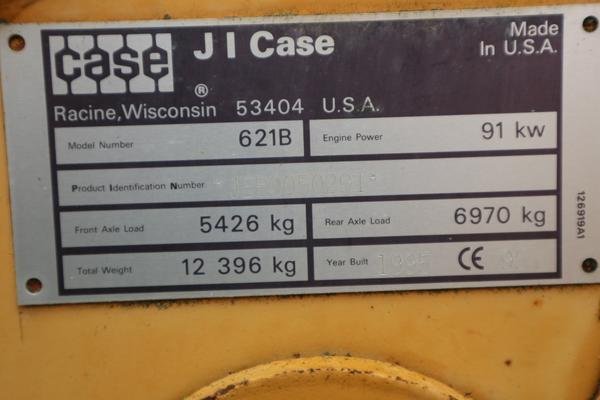 case
J I Case
Made
In U.S.A.
®
Racine, Wisconsin 53404 U.S.A.
Model Number 621B
Engine Power 91 kw
Product Identification Number
Front Axle Load 5426 kg
Rear Axle Load 6970 kg
Total Weight 12 396 kg
Year Built 1995 CE
126919A1